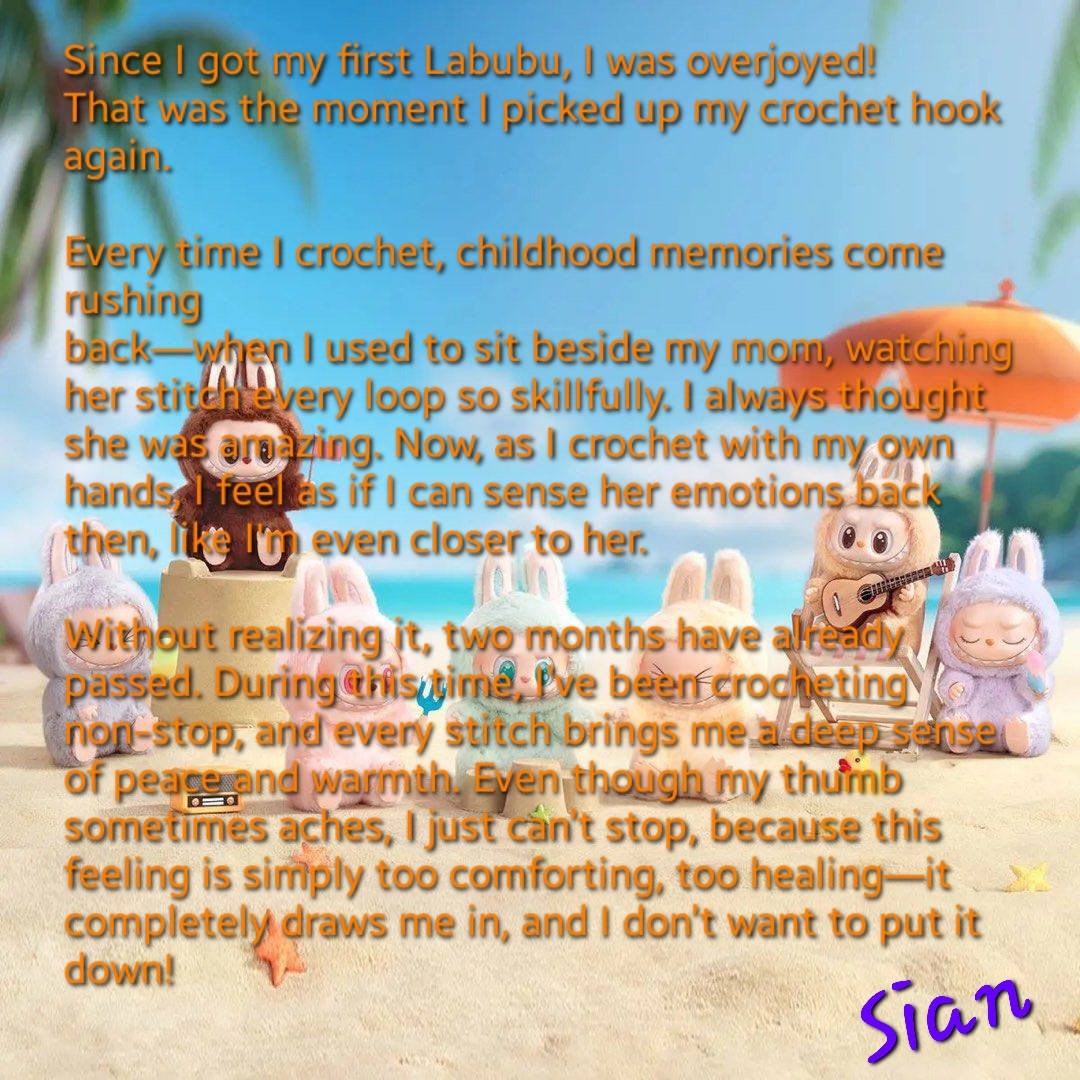 Since I got my first Labubu, I was overjoyed!
That was the moment I picked up my crochet hook
again.
Every time I crochet, childhood memories come
rushing
back—when I used to sit beside my mom, watching
her stitch every loop so skillfully. I always thought
she was amazing. Now, as I crochet with my own
hands, I feel as if I can sense her emotions back
then, like I'm even closer to her.
Without realizing it, two months have already
passed. During this time, I've been crocheting
non-stop, and every stitch brings me a deep sense
of peace and warmth. Even though my thumb
sometimes aches, I just can't stop, because this
feeling is simply too comforting, too healing—it
completely draws me in, and I don't want to put it
down!
Sian